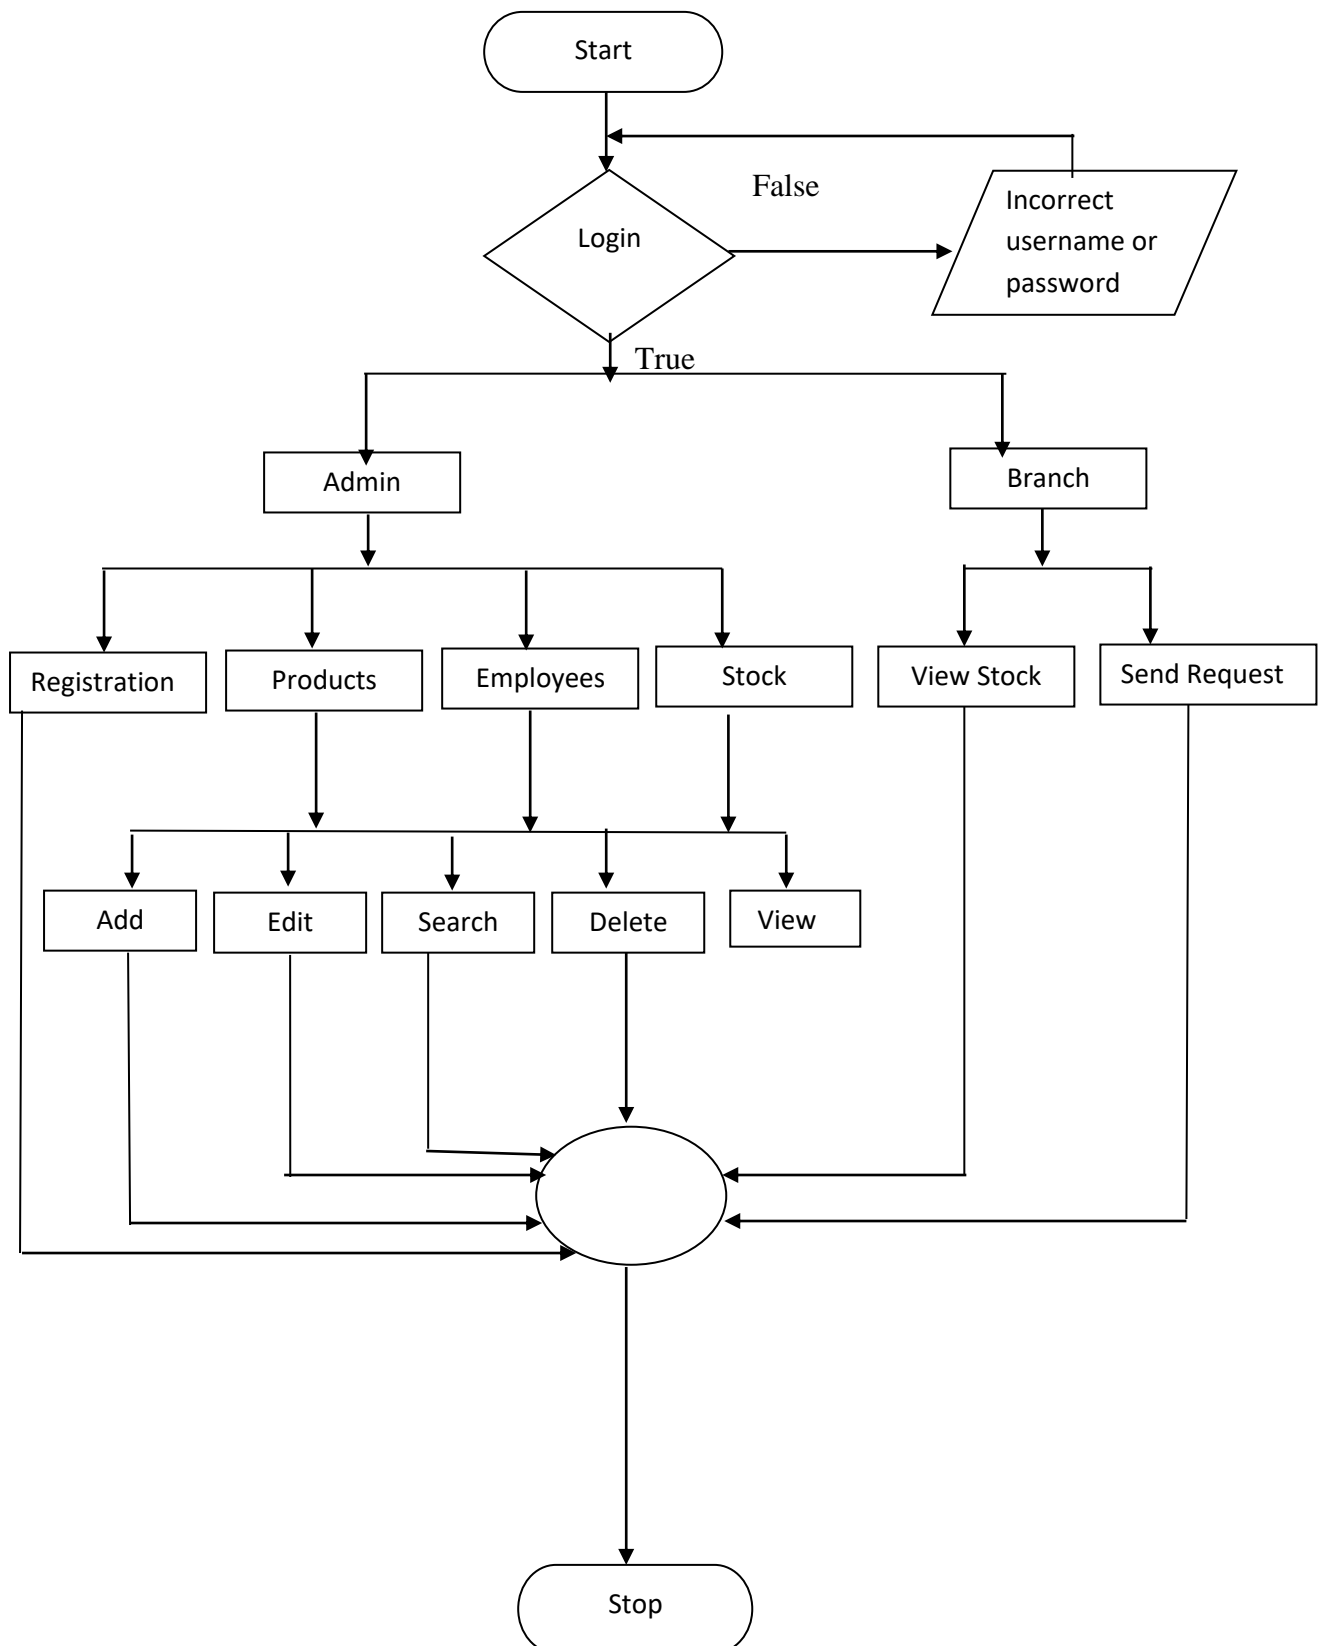 Start
False
Incorrect
username or
password
Login
True
Admin
Branch
Registration
Products
Employees
Stock
View Stock
Send Request
Add
Edit
Search
Delete
View
Stop